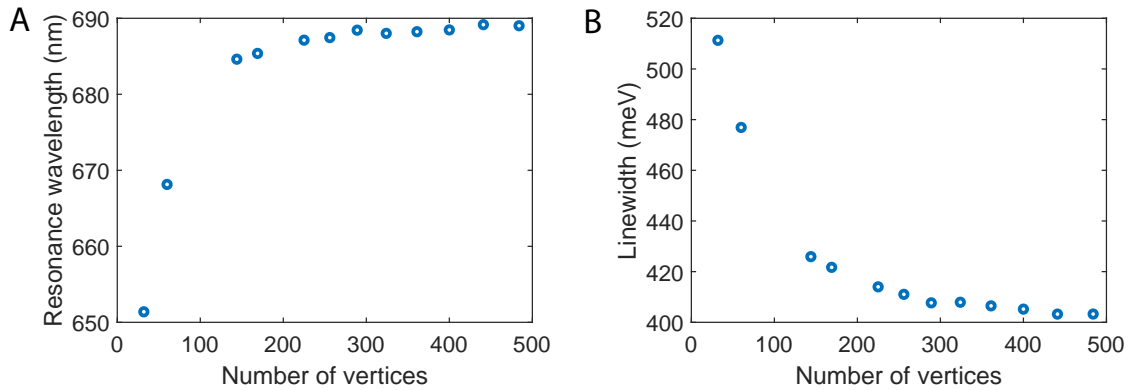 A
Resonance wavelength (nm)
690
680
670
660
650
0 100 200 300 400 500
Number of vertices
B
Linewidth (meV)
520
500
480
460
440
420
400
0 100 200 300 400 500
Number of vertices